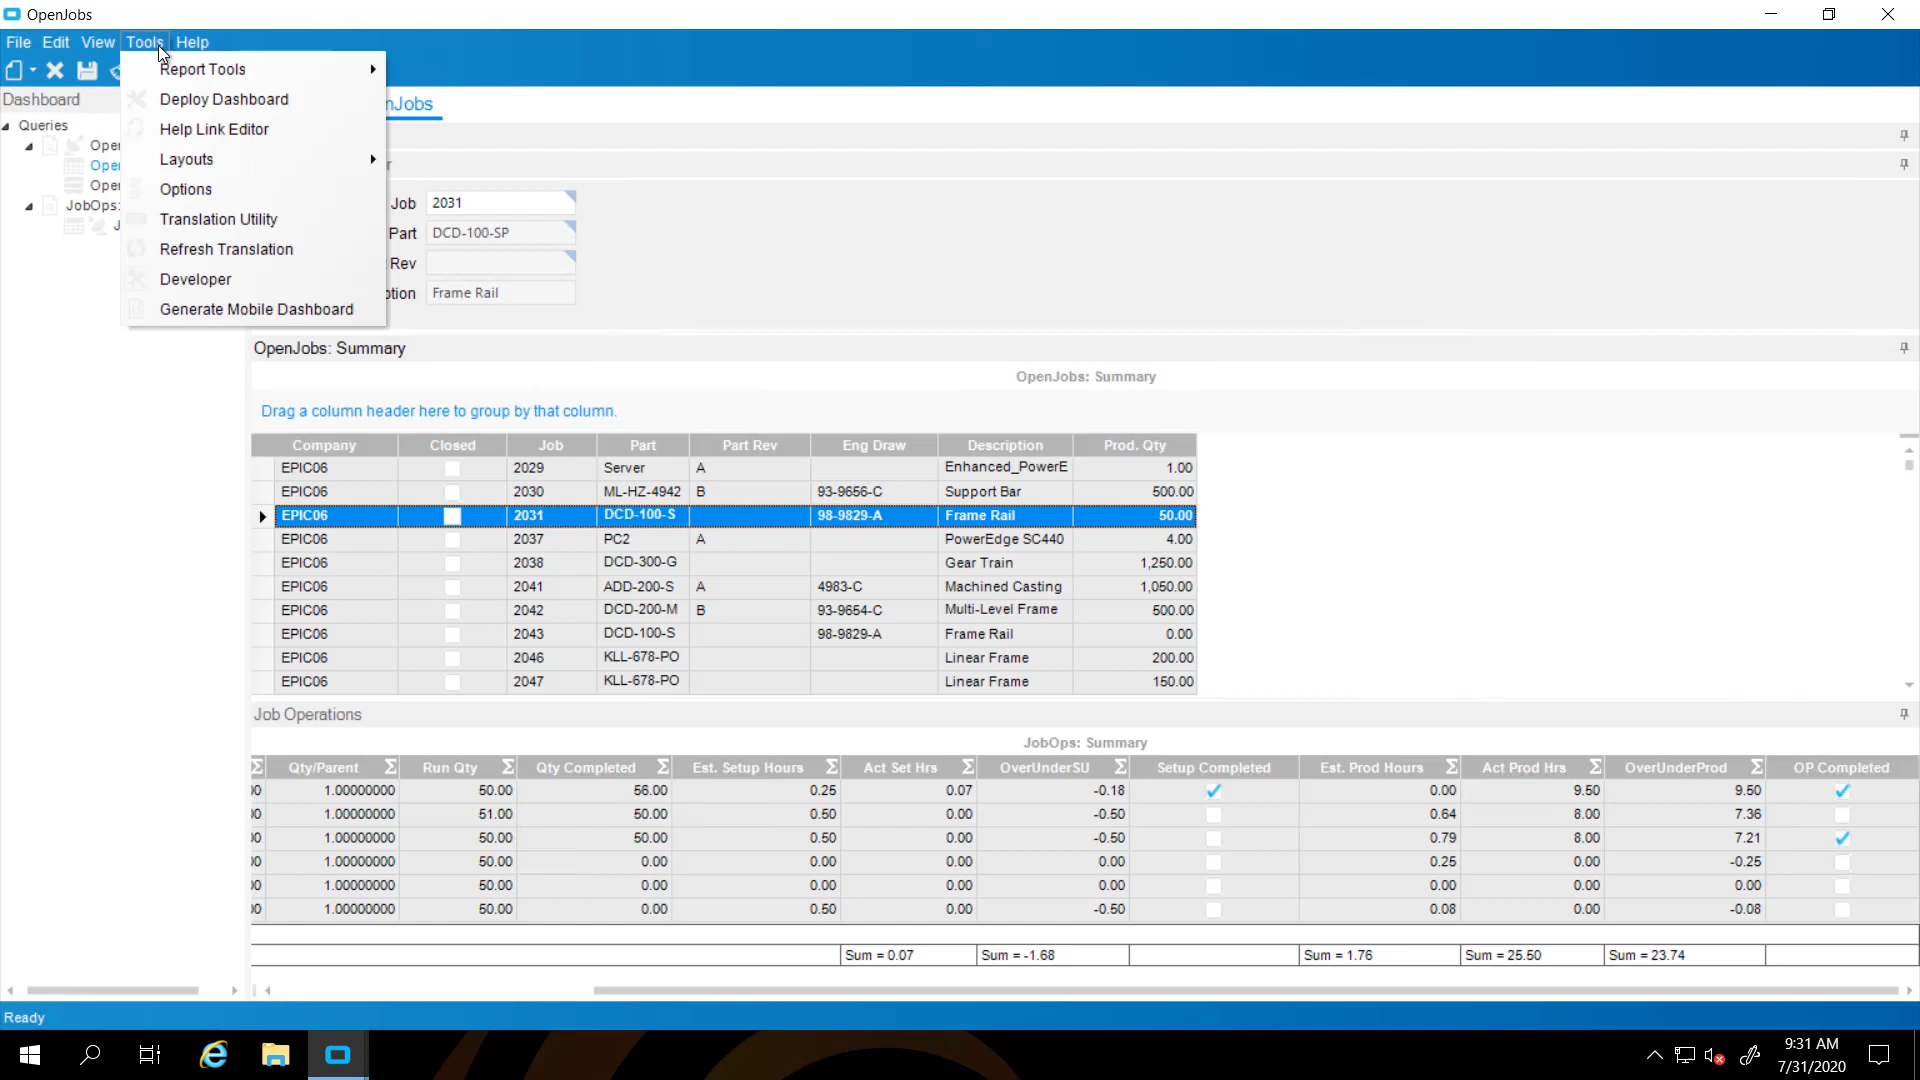 OpenJobs
File Edit View Tools Help
Report Tools
Deploy Dashboard
Help Link Editor
Layouts
Options
Translation Utility
Refresh Translation
Developer
Generate Mobile Dashboard
Dashboard
Queries
Oper
Oper
Oper
JobOps:
J
nJobs
r
Job 2031
Part DCD-100-SP
Rev
ption Frame Rail
OpenJobs: Summary
OpenJobs: Summary
Drag a column header here to group by that column.
Company Closed Job Part Part Rev Eng Draw Description Prod. Qty
EPIC06 2029 Server A Enhanced_PowerE 1.00
EPIC06 2030 ML-HZ-4942 B 93-9656-C Support Bar 500.00
EPIC06 2031 DCD-100-S 98-9829-A Frame Rail 50.00
EPIC06 2037 PC2 A PowerEdge SC440 4.00
EPIC06 2038 DCD-300-G Gear Train 1,250.00
EPIC06 2041 ADD-200-S A 4983-C Machined Casting 1,050.00
EPIC06 2042 DCD-200-M B 93-9654-C Multi-Level Frame 500.00
EPIC06 2043 DCD-100-S 98-9829-A Frame Rail 0.00
EPIC06 2046 KLL-678-PO Linear Frame 200.00
EPIC06 2047 KLL-678-PO Linear Frame 150.00
Job Operations
JobOps: Summary
Σ Qty/Parent Σ Run Qty Σ Qty Completed Σ Est. Setup Hours Σ Act Set Hrs Σ OverUnderSU Σ Setup Completed Est. Prod Hours Σ Act Prod Hrs Σ OverUnderProd Σ OP Completed
00 1.00000000 50.00 56.00 0.25 0.07 -0.18 0.00 9.50 9.50
00 1.00000000 51.00 50.00 0.50 0.00 -0.50 0.64 8.00 7.36
00 1.00000000 50.00 50.00 0.50 0.00 -0.50 0.79 8.00 7.21
00 1.00000000 50.00 0.00 0.00 0.00 -0.50 0.25 0.00 -0.25
00 1.00000000 50.00 0.00 0.00 0.00 0.00 0.00 0.00 0.00
00 1.00000000 50.00 0.00 0.50 0.00 -0.50 0.08 0.00 -0.08
Sum = 0.07 Sum = -1.68 Sum = 1.76 Sum = 25.50 Sum = 23.74
Ready
9:31 AM
7/31/2020